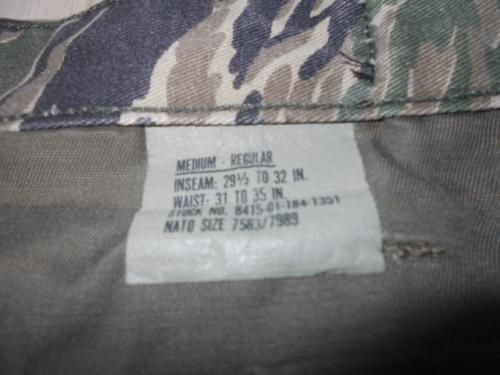 MEDIUM - REGULAR
INSEAM: 29½ TO 32 IN.
WAIST: 31 TO 35 IN.
STOCK NO. 8415-01-184-1351
NATO SIZE 7583/7989